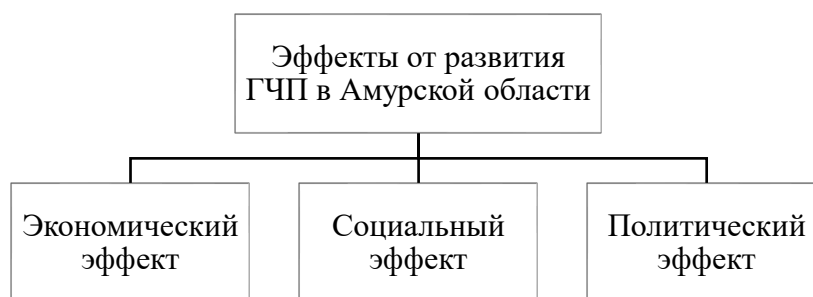 Эффекты от развития
ГЧП в Амурской области
Экономический
эффект
Социальный
эффект
Политический
эффект